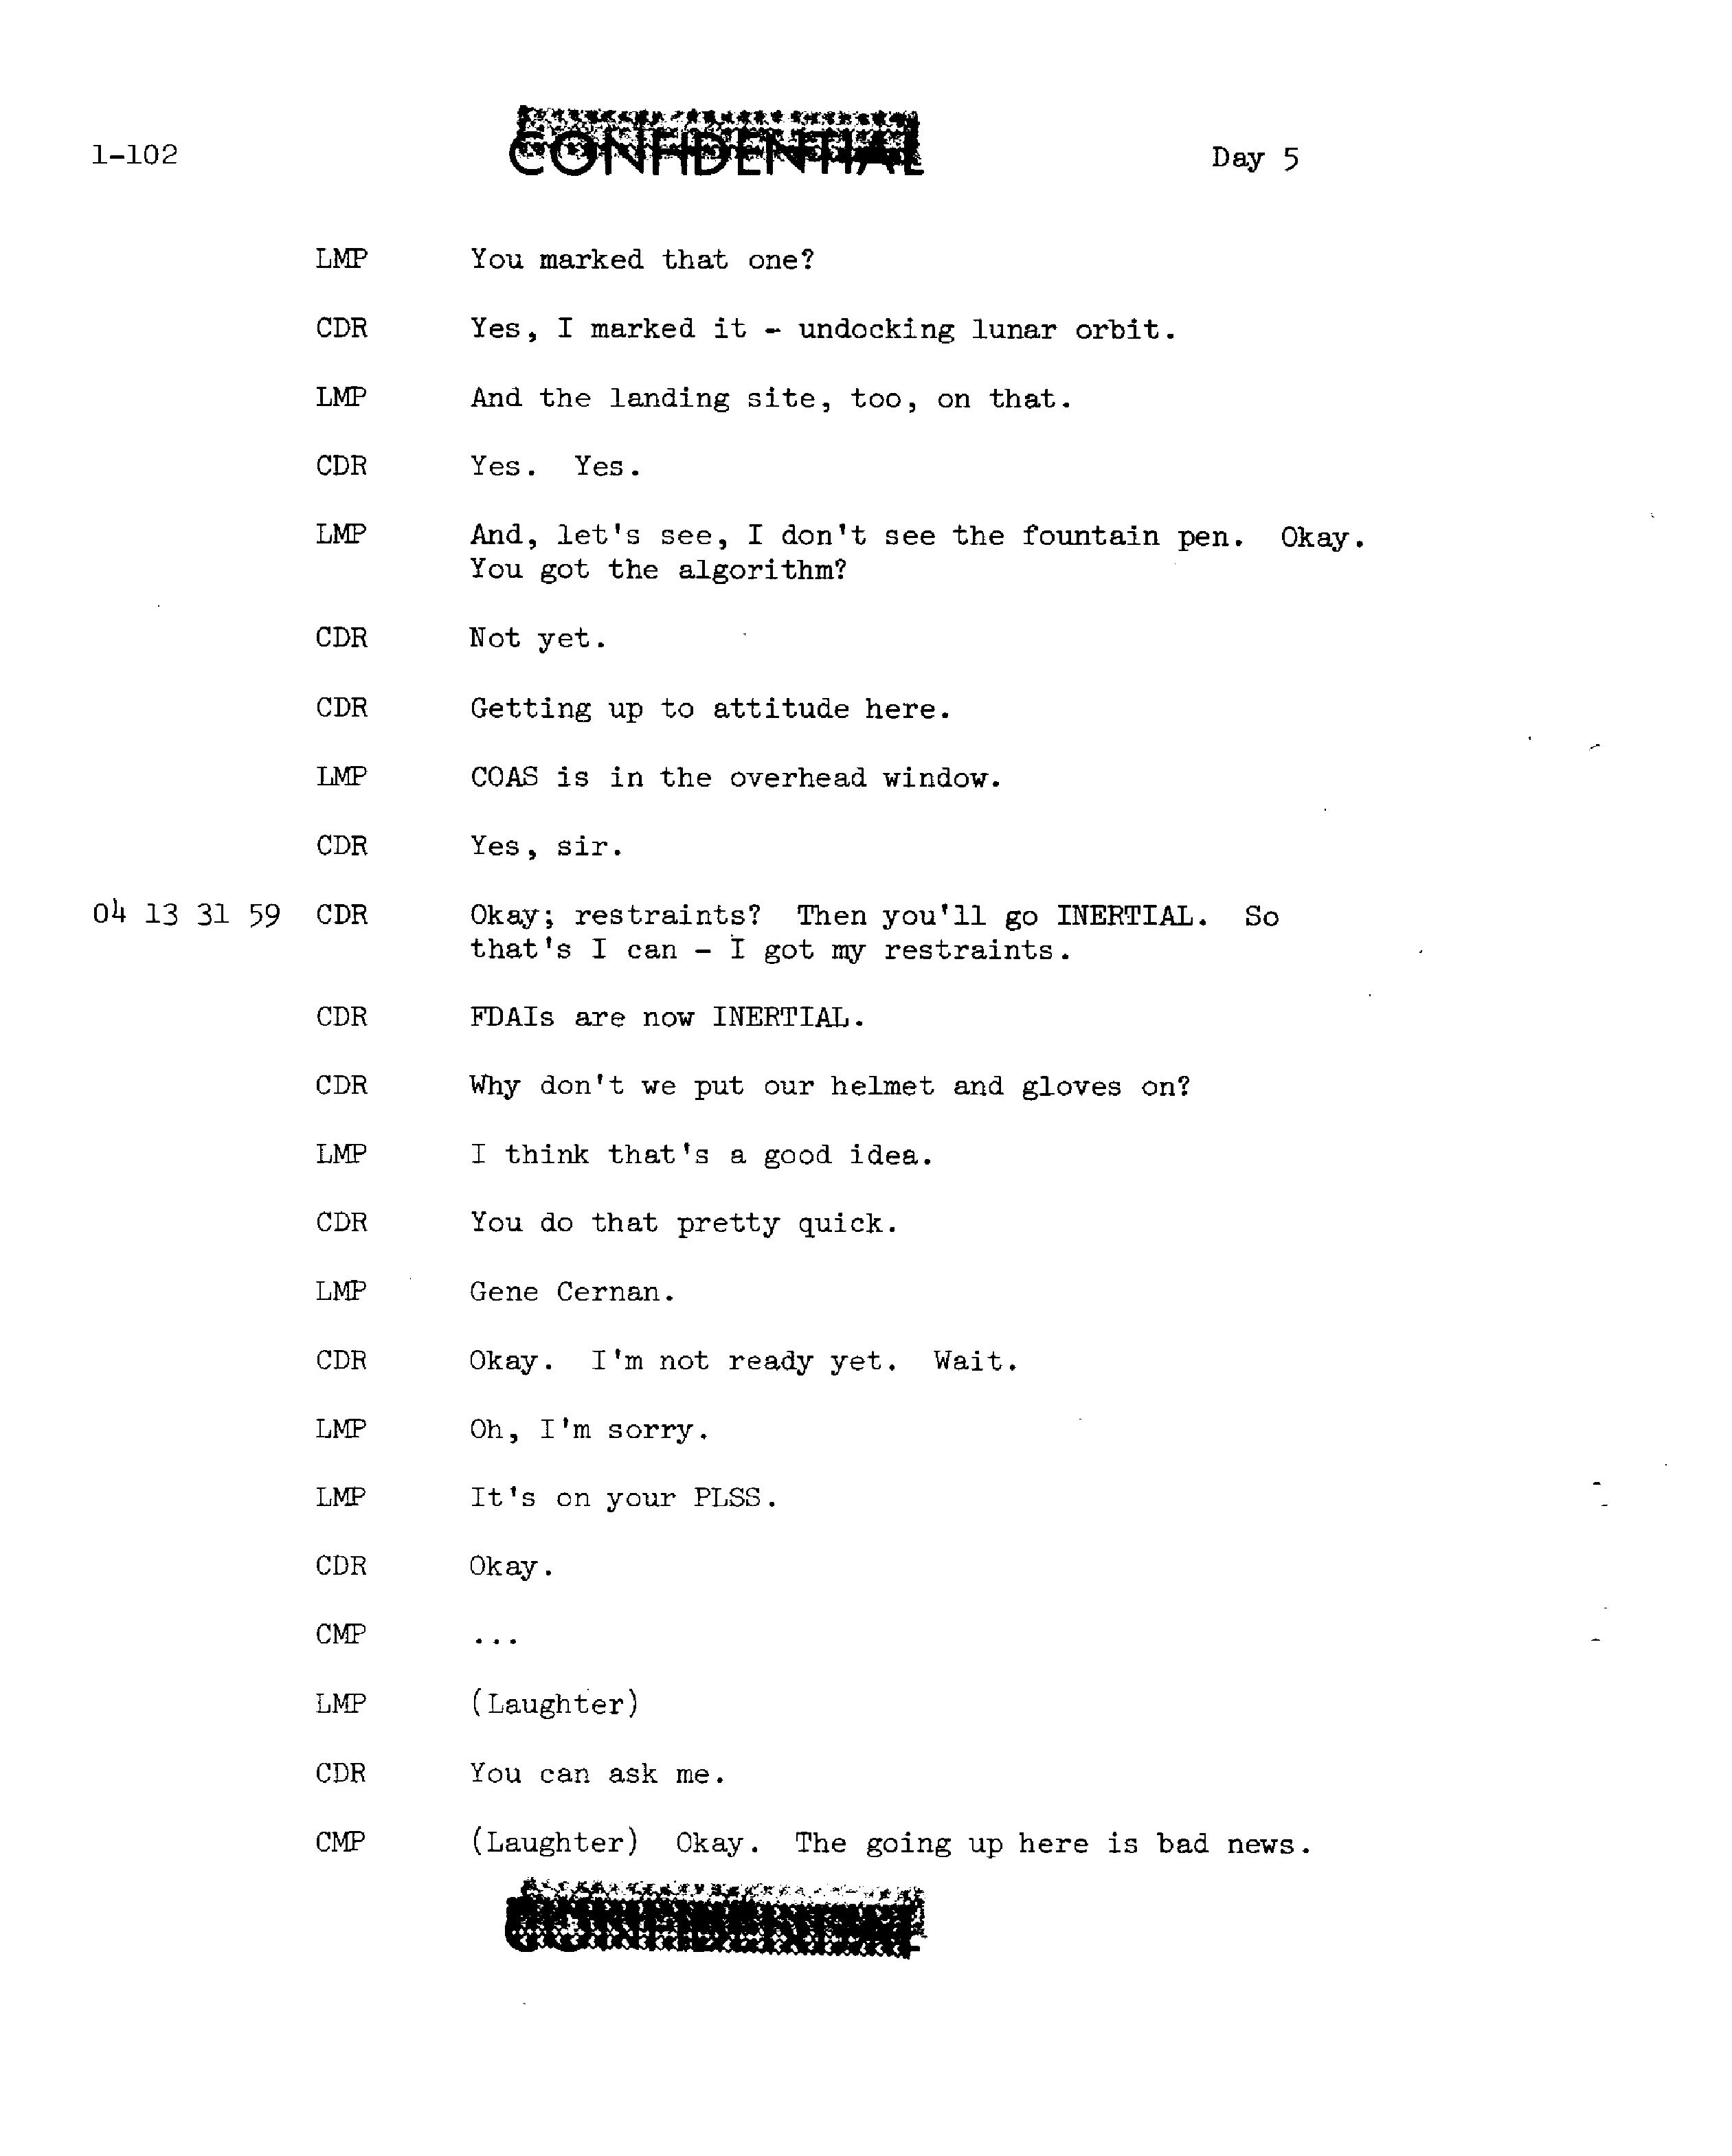 1-102 CONFIDENTIAL Day 5
LMP You marked that one?
CDR Yes, I marked it - undocking lunar orbit.
LMP And the landing site, too, on that.
CDR Yes. Yes.
LMP And, let's see, I don't see the fountain pen. Okay.
You got the algorithm?
CDR Not yet.
CDR Getting up to attitude here.
LMP COAS is in the overhead window.
CDR Yes, sir.
04 13 31 59 CDR Okay; restraints? Then you'll go INERTIAL. So
that's I can - I got my restraints.
CDR FDAIs are now INERTIAL.
CDR Why don't we put our helmet and gloves on?
LMP I think that's a good idea.
CDR You do that pretty quick.
LMP Gene Cernan.
CDR Okay. I'm not ready yet. Wait.
LMP Oh, I'm sorry.
LMP It's on your PLSS.
CDR Okay.
CMP ...
LMP (Laughter)
CDR You can ask me.
CMP (Laughter) Okay. The going up here is bad news.
CONFIDENTIAL